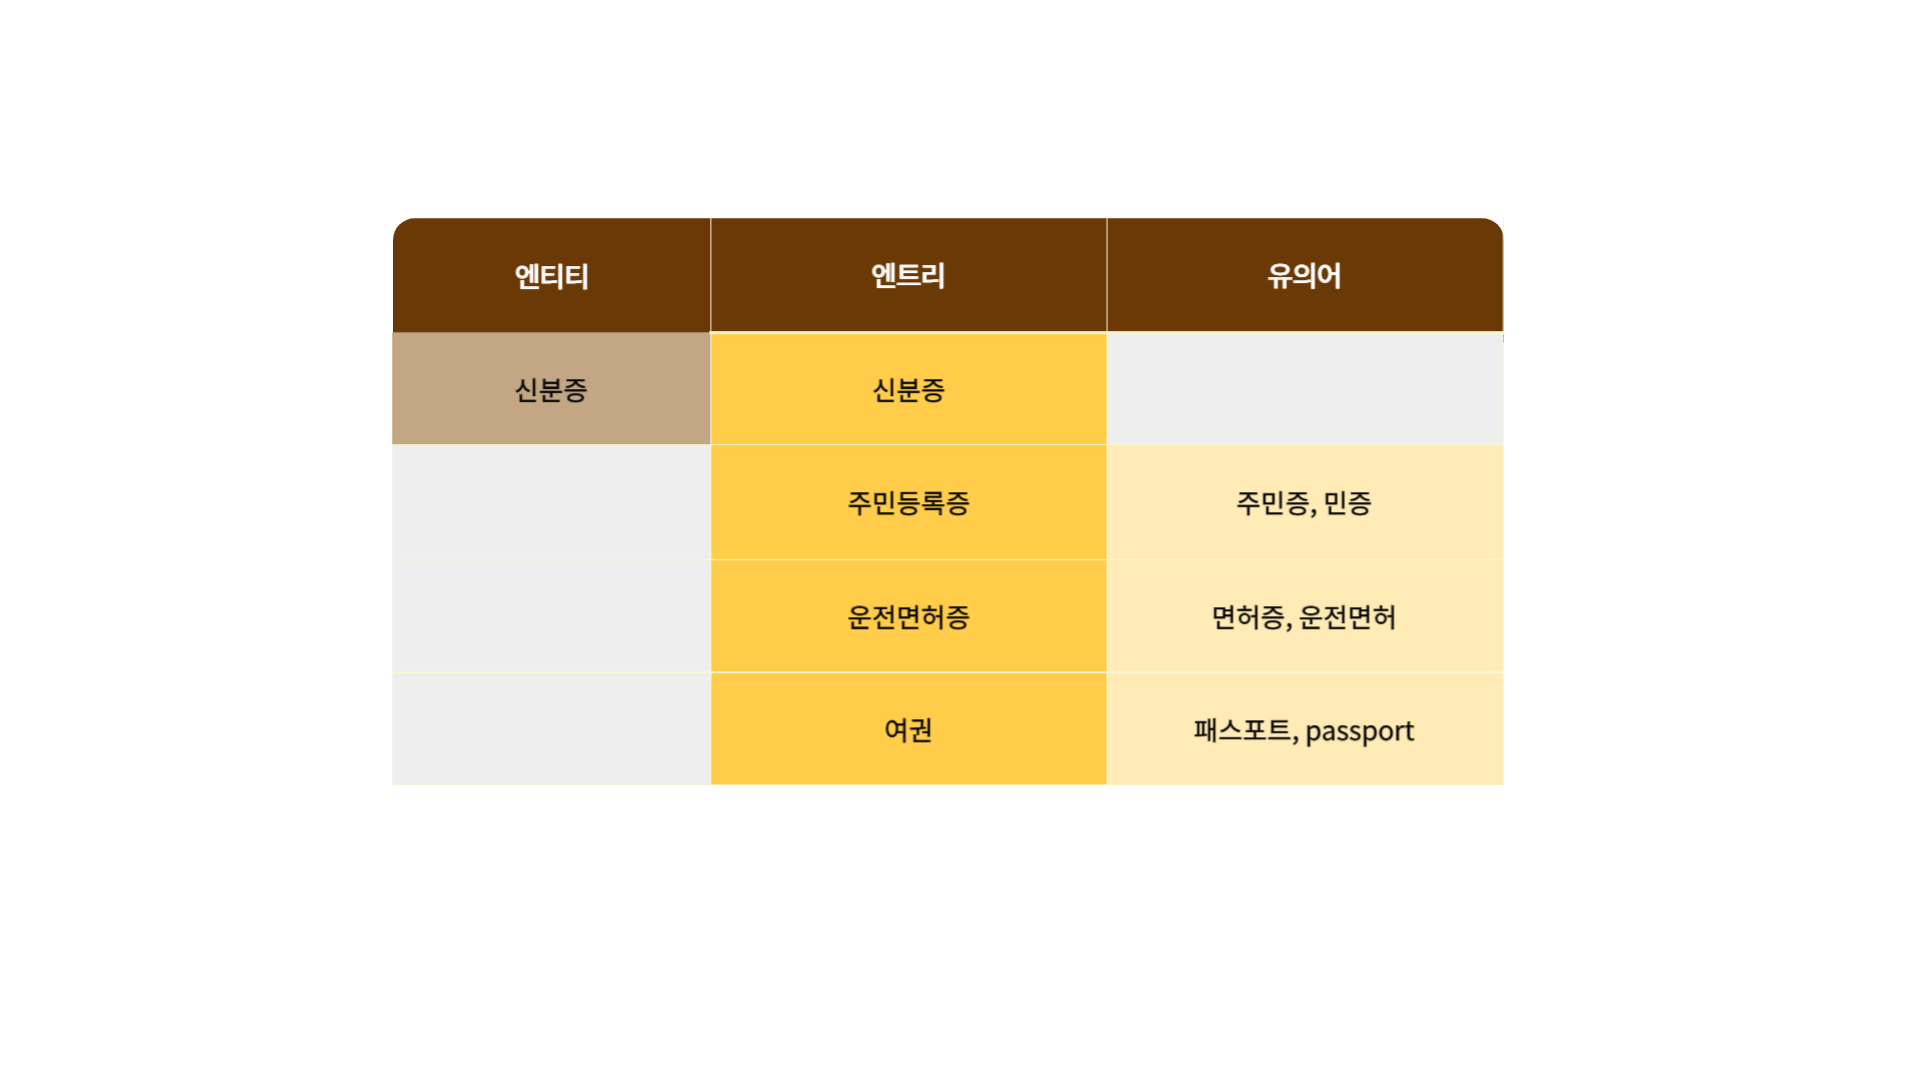 엔티티 엔트리 유의어
신분증 신분증
주민등록증 주민증, 민증
운전면허증 면허증, 운전면허
여권 패스포트, passport